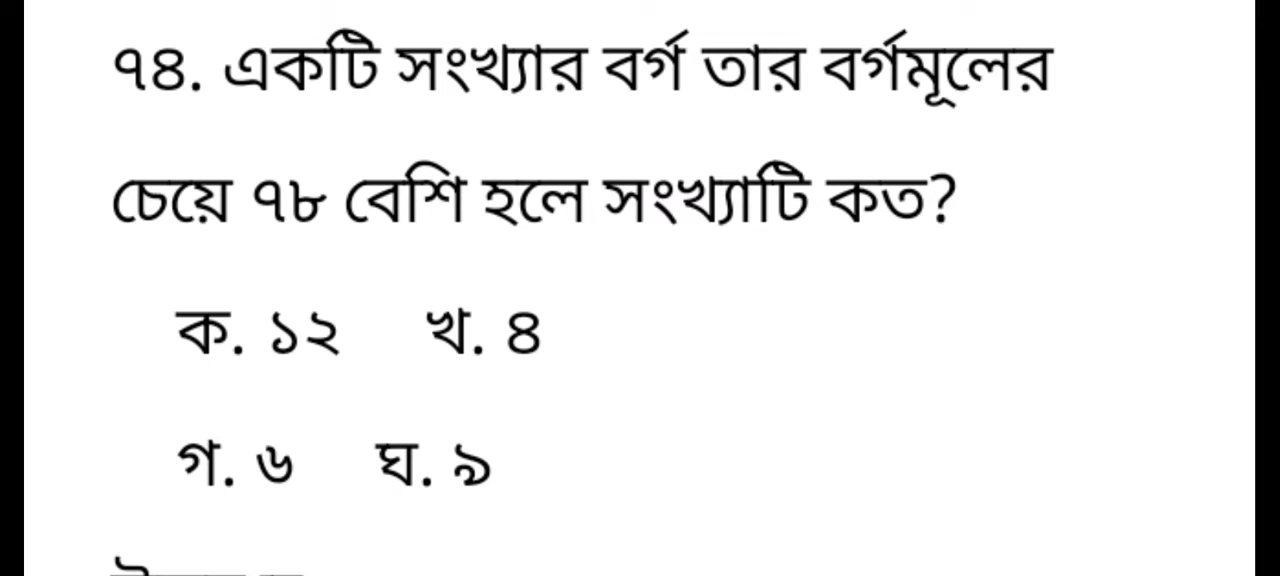 ৭৪. একটি সংখ্যার বর্গ তার বর্গমূলের
চেয়ে ৭৮ বেশি হলে সংখ্যাটি কত?
ক. ১২ খ. ৪
গ. ৬ ঘ. ৯